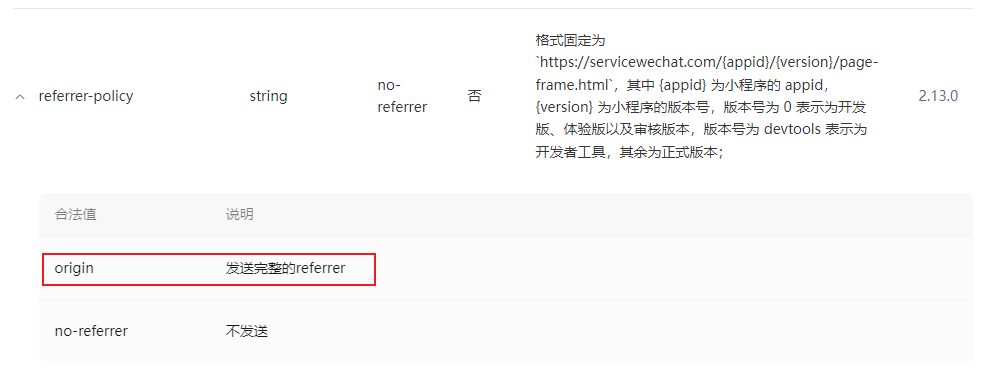 格式固定为
`https://servicewechat.com/{appid}/{version}/page-
frame.html`，其中 {appid} 为小程序的 appid，
{version} 为小程序的版本号，版本号为 0 表示为开发
版、体验版以及审核版本，版本号为 devtools 表示为
开发者工具，其余为正式版本；
referrer-policy
string
no-
referrer
否
2.13.0
合法值 说明
origin 发送完整的referrer
no-referrer 不发送